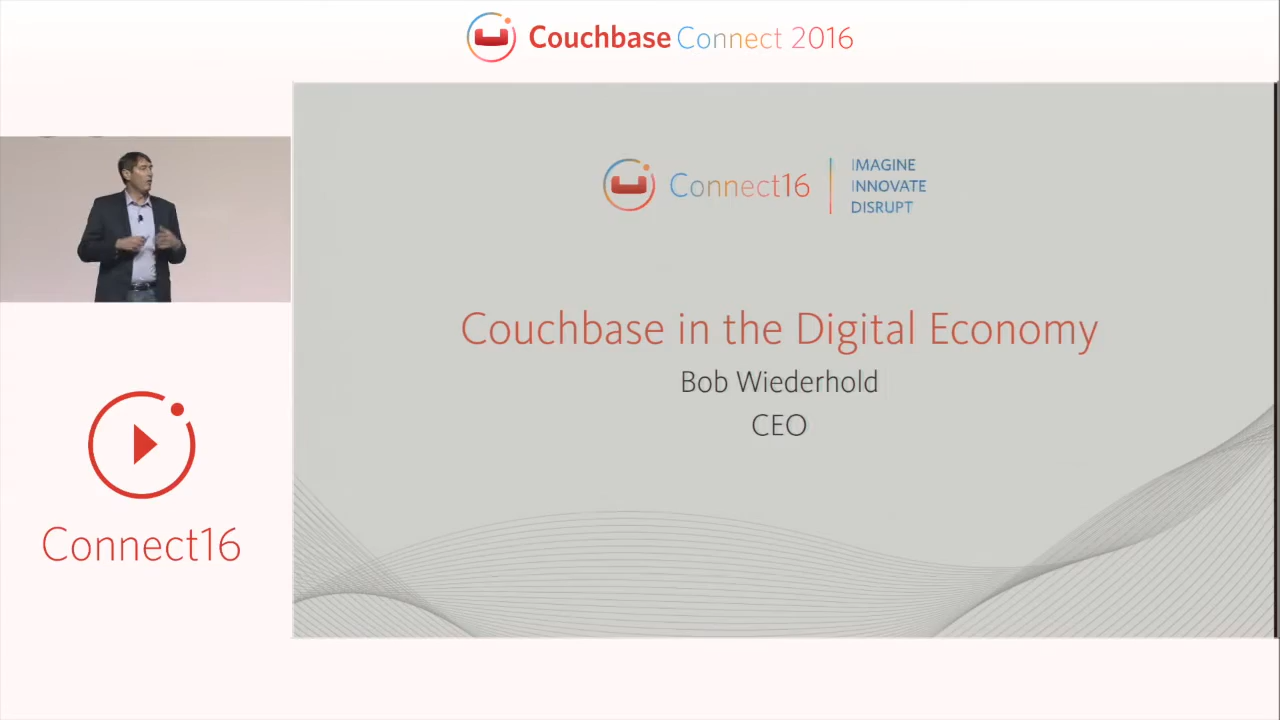 Couchbase Connect 2016
Connect16
IMAGINE
INNOVATE
DISRUPT
Couchbase in the Digital Economy
Bob Wiederhold
CEO
Connect16